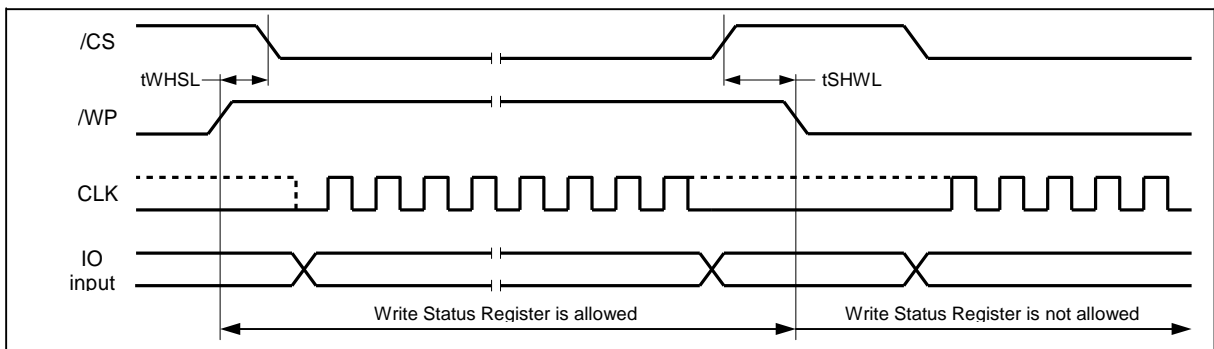 /CS
tWHSL
tSHWL
/WP
CLK
IO
input
Write Status Register is allowed
Write Status Register is not allowed